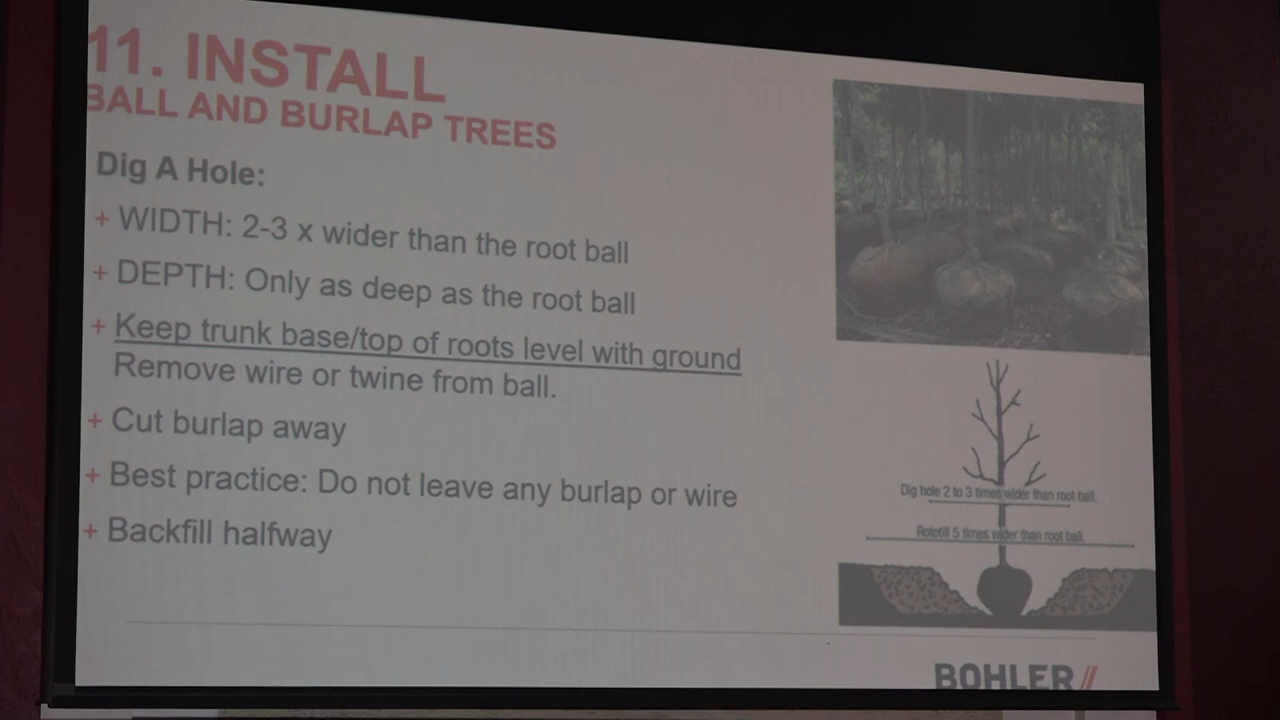 11. INSTALL
BALL AND BURLAP TREES
Dig A Hole:
+ WIDTH: 2-3 x wider than the root ball
+ DEPTH: Only as deep as the root ball
+ Keep trunk base/top of roots level with ground
Remove wire or twine from ball.
+ Cut burlap away
+ Best practice: Do not leave any burlap or wire
+ Backfill halfway
Dig hole 2 to 3 times wider than root ball.
Rototill 5 times wider than root ball.
BOHLER//